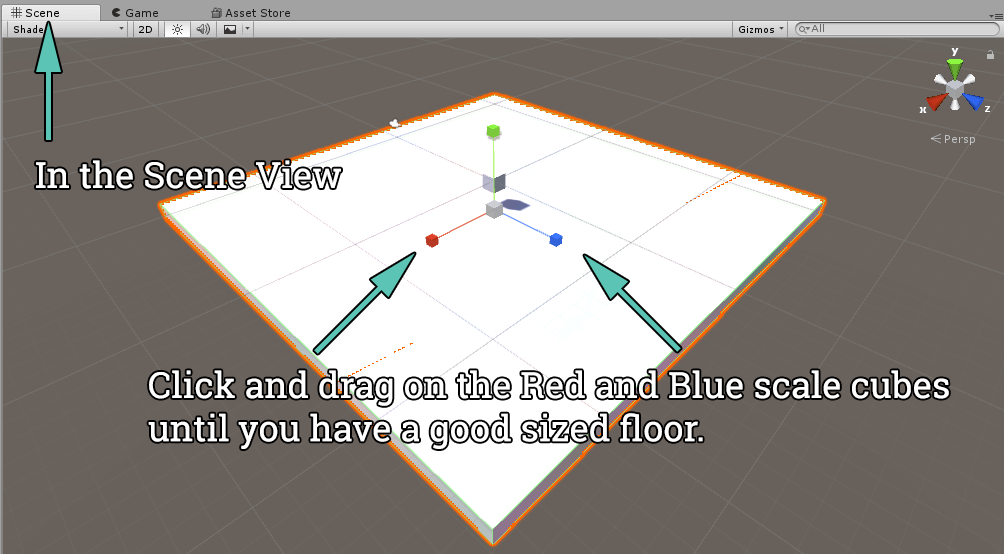 Scene
Game
Asset Store
Shade
2D
Gizmos
All
y
x
z
Persp
In the Scene View
Click and drag on the Red and Blue scale cubes
until you have a good sized floor.